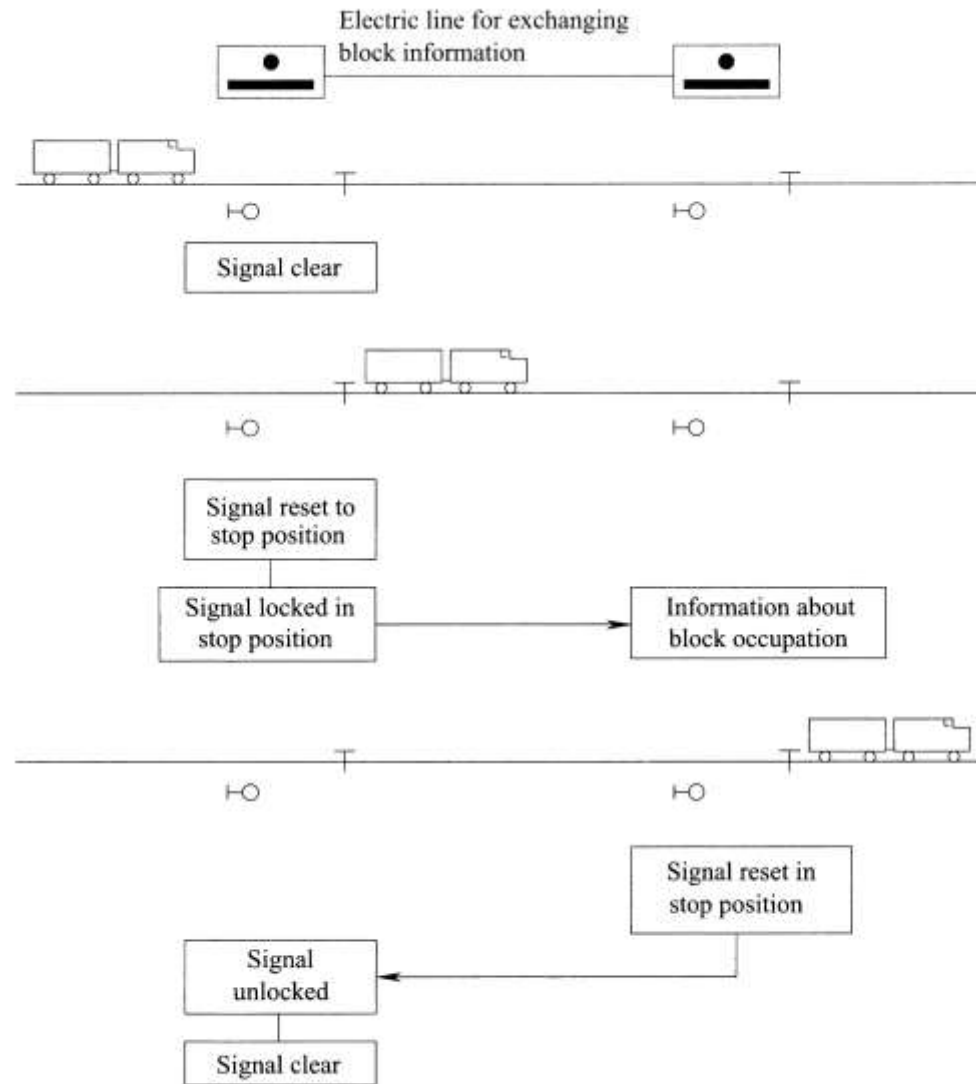 Electric line for exchanging
block information
Signal clear
Signal reset to
stop position
Signal locked in
stop position
Information about
block occupation
Signal reset in
stop position
Signal
unlocked
Signal clear